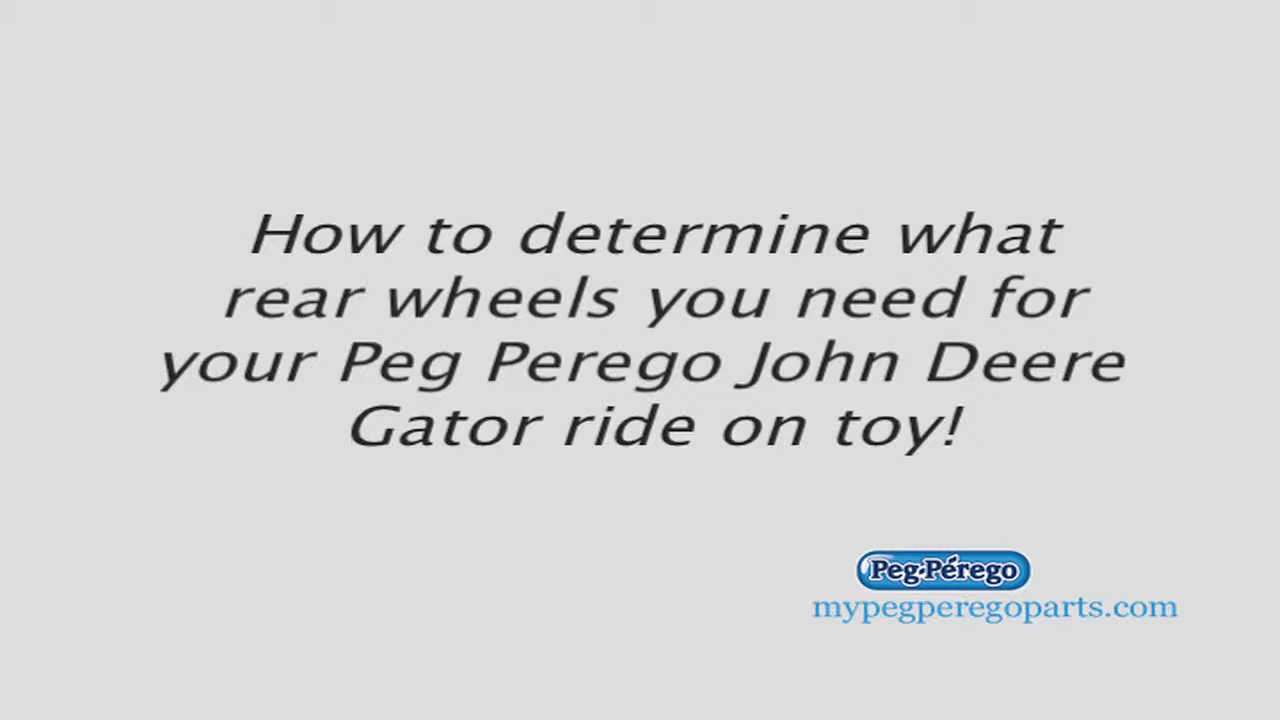 How to determine what
rear wheels you need for
your Peg Perego John Deere
Gator ride on toy!
Peg-Pérego
mypegperegoparts.com